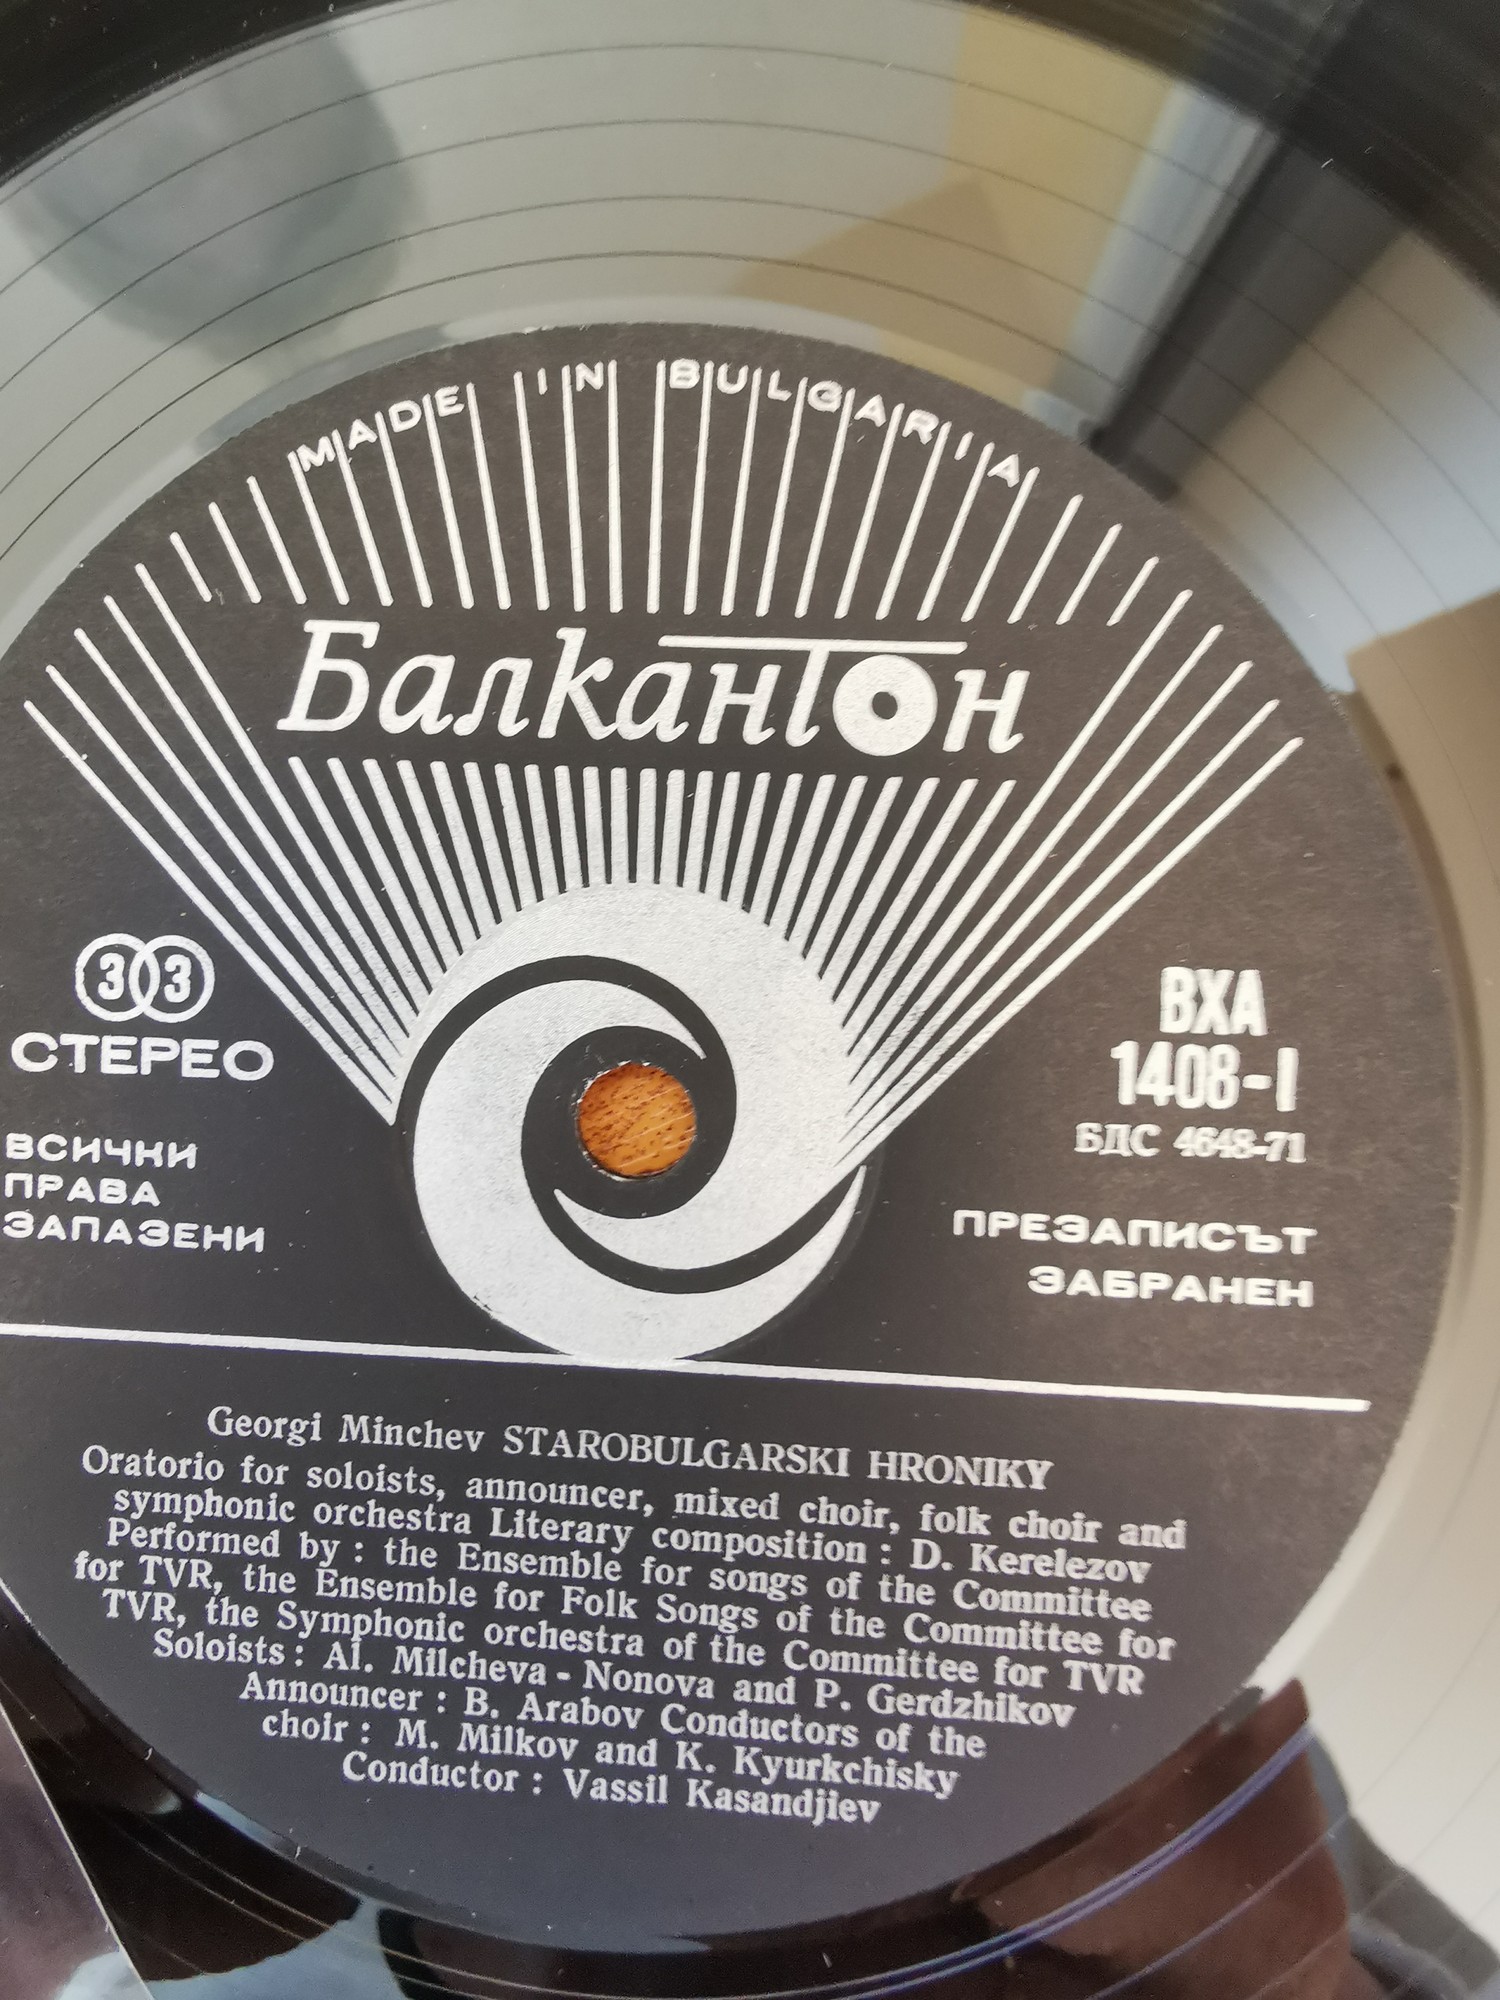 MADE IN BULGARIA
Балкантон
33
СТЕРЕО
ВСИЧКИ
ПРАВА
ЗАПАЗЕНИ
ВХА
1408-I
БДС 4648-71
ПРЕЗАПИСЪТ
ЗАБРАНЕН
Georgi Minchev STAROBULGARSKI HRONIKY
Oratorio for soloists, announcer, mixed choir, folk choir and
symphonic orchestra Literary composition : D. Kerelezov
Performed by : the Ensemble for songs of the Committee
for TVR, the Ensemble for Folk Songs of the Committee for
TVR, the Symphonic orchestra of the Committee for TVR
Soloists : Al. Milcheva - Nonova and P. Gerdzhikov
Announcer : B. Arabov Conductors of the
choir : M. Milkov and K. Kyurkchisky
Conductor : Vassil Kasandjiev